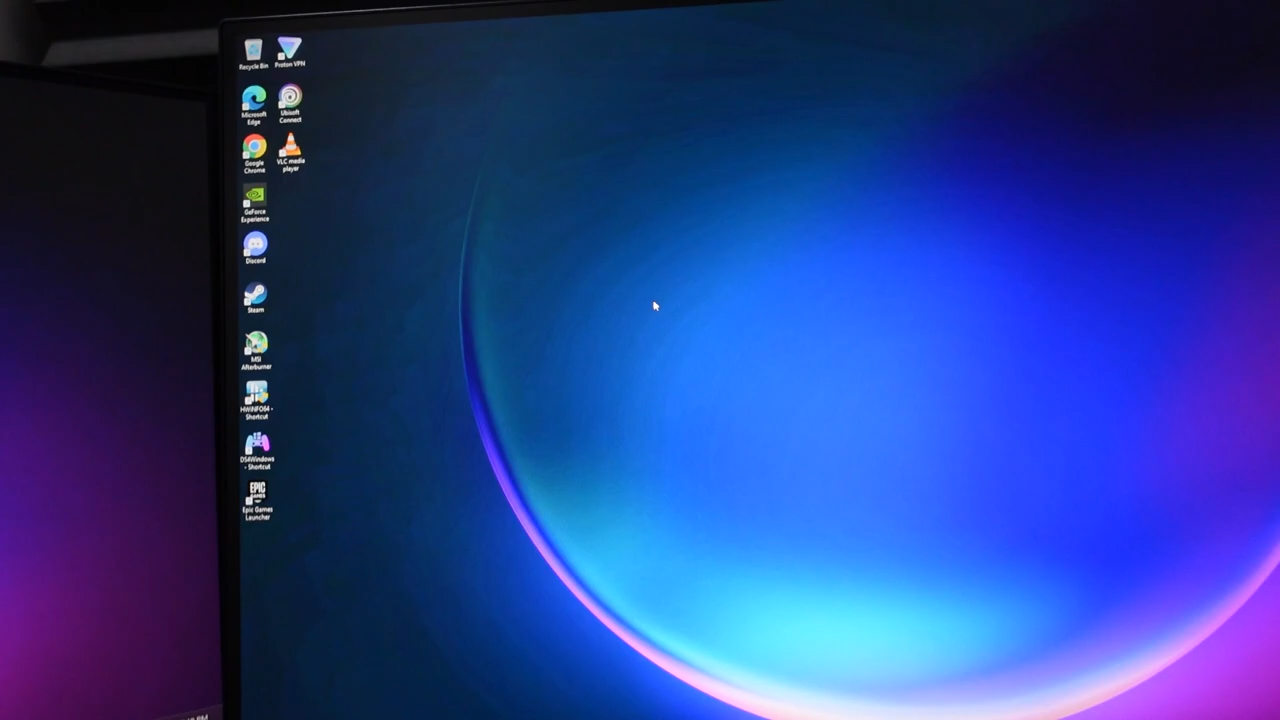 Recycle Bin
Proton VPN
Microsoft
Edge
Ubisoft
Connect
Google
Chrome
VLC media
player
GeForce
Experience
Discord
Steam
MSI
Afterburner
HWiNFO64 -
Shortcut
DS4Windows
- Shortcut
EPIC
GAMES
Epic Games
Launcher
PM